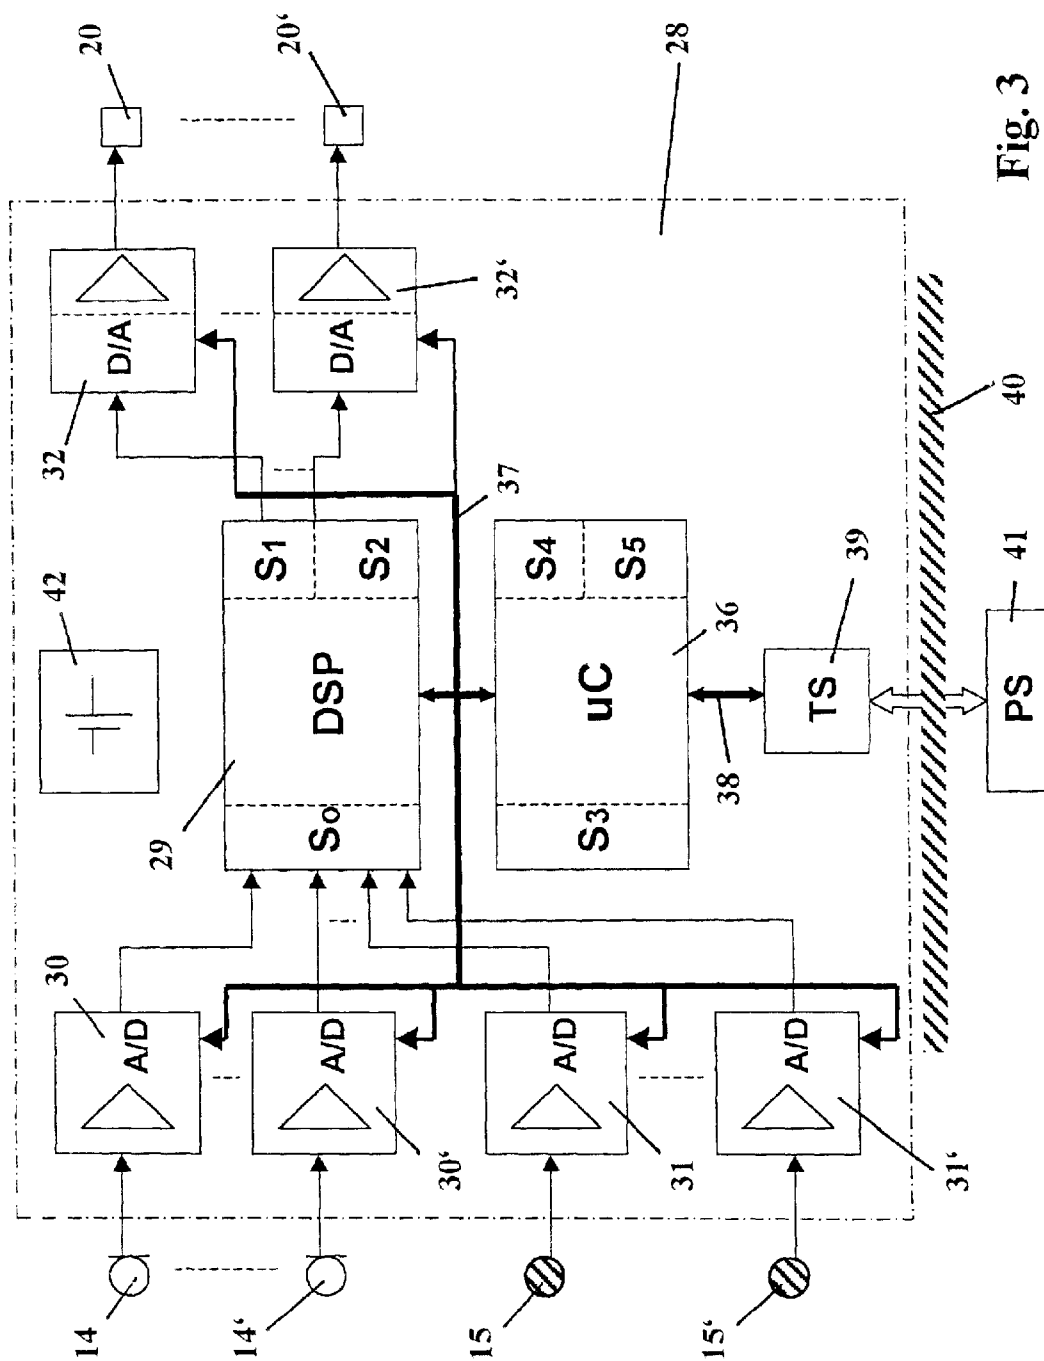 20
20‘
28
Fig. 3
D/A
D/A
32
32‘
40
42
S1
S2
37
S4
S5
39
41
DSP
36
uC
TS
PS
38
29
So
S3
30
A/D
A/D
A/D
A/D
30‘
31
31‘
14
14‘
15
15‘